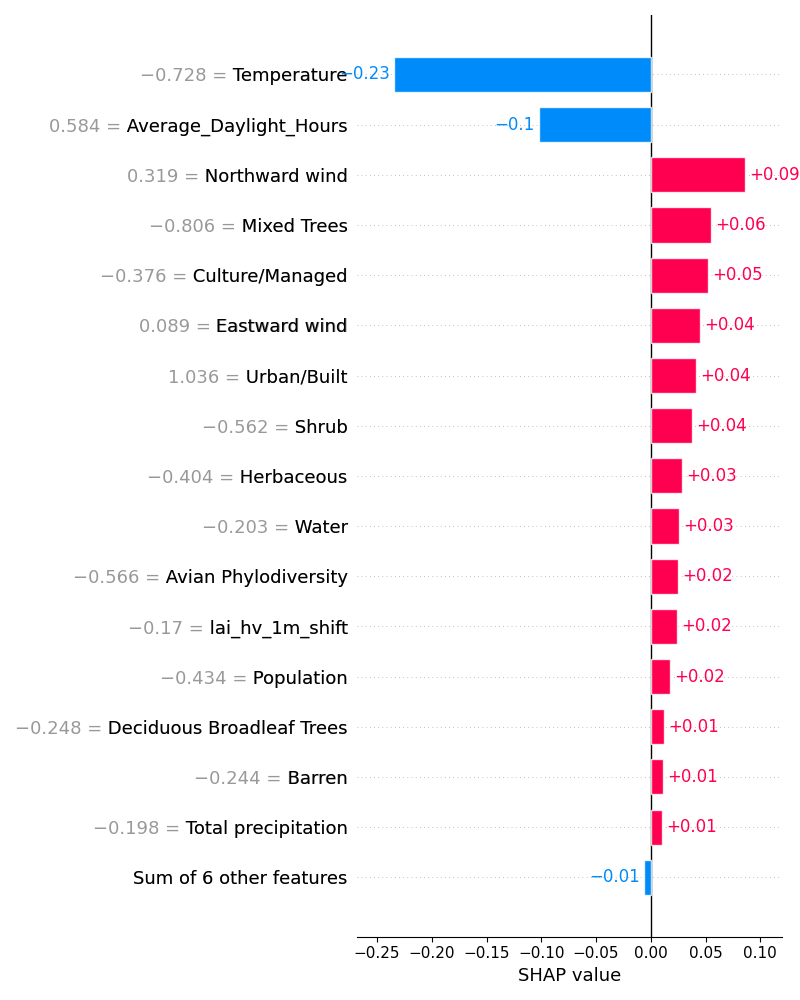 −0.728 = Temperature −0.23
0.584 = Average_Daylight_Hours −0.1
0.319 = Northward wind +0.09
−0.806 = Mixed Trees +0.06
−0.376 = Culture/Managed +0.05
0.089 = Eastward wind +0.04
1.036 = Urban/Built +0.04
−0.562 = Shrub +0.04
−0.404 = Herbaceous +0.03
−0.203 = Water +0.03
−0.566 = Avian Phylodiversity +0.02
−0.17 = lai_hv_1m_shift +0.02
−0.434 = Population +0.02
−0.248 = Deciduous Broadleaf Trees +0.01
−0.244 = Barren +0.01
−0.198 = Total precipitation +0.01
Sum of 6 other features −0.01
−0.25 −0.20 −0.15 −0.10 −0.05 0.00 0.05 0.10
SHAP value